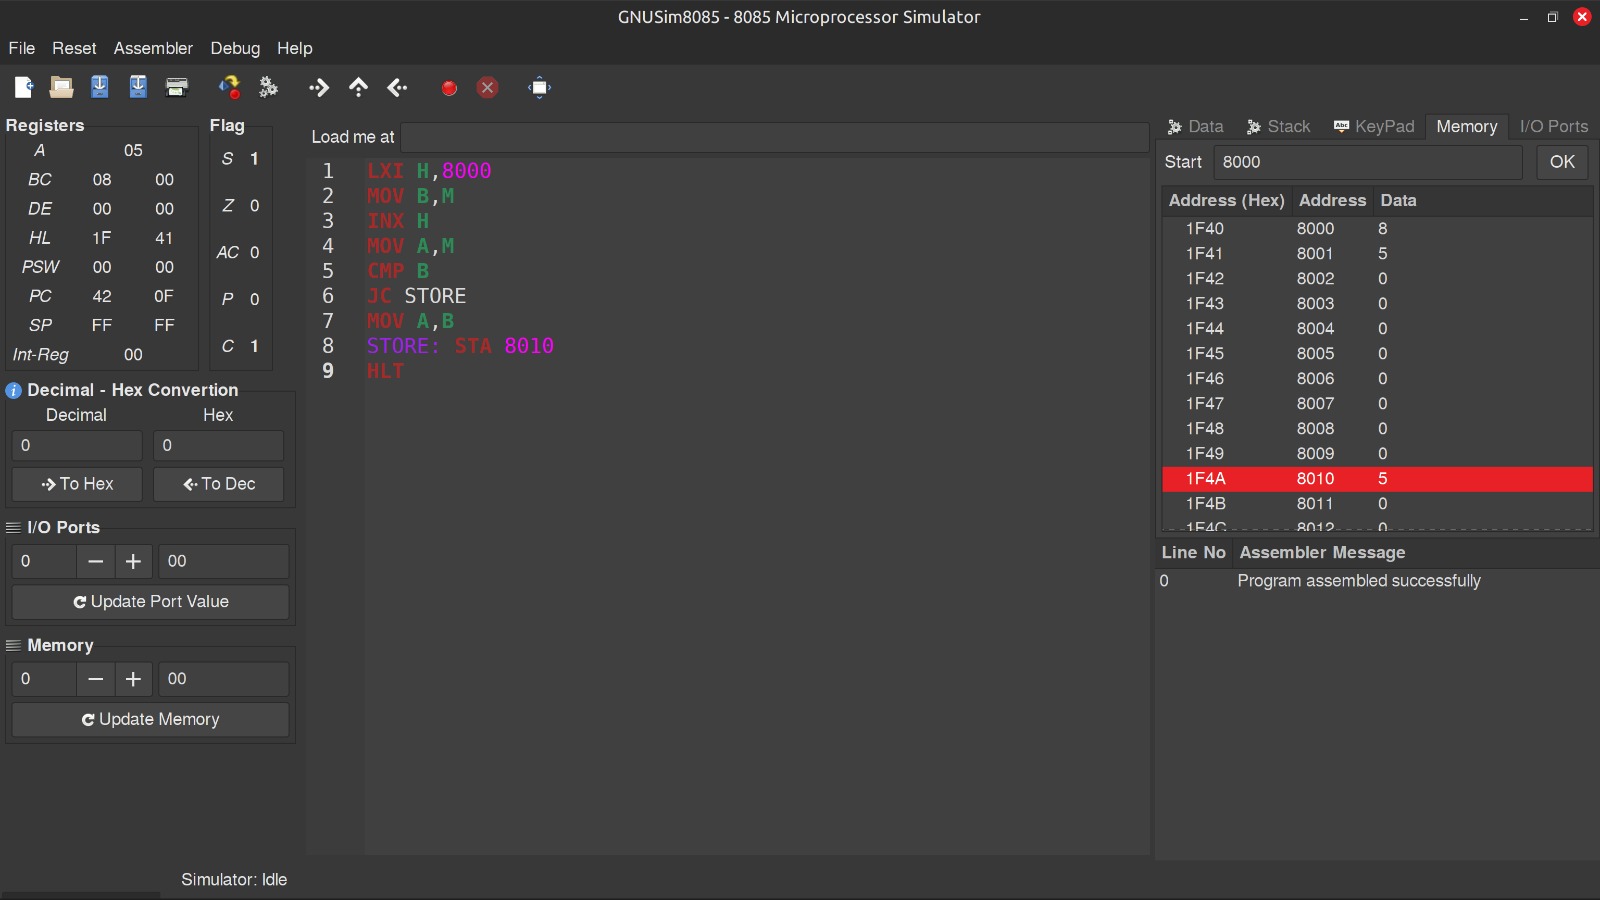 GNUSim8085 - 8085 Microprocessor Simulator
File Reset Assembler Debug Help
Registers
A 05
BC 08 00
DE 00 00
HL 1F 41
PSW 00 00
PC 42 0F
SP FF FF
Int-Reg 00
Flag
S 1
Z 0
AC 0
P 0
C 1
Decimal - Hex Convertion
Decimal Hex
0 0
To Hex To Dec
I/O Ports
0 00
Update Port Value
Memory
0 00
Update Memory
Load me at
1 LXI H,8000
2 MOV B,M
3 INX H
4 MOV A,M
5 CMP B
6 JC STORE
7 MOV A,B
8 STORE: STA 8010
9 HLT
Data Stack KeyPad Memory I/O Ports
Start 8000 OK
Address (Hex) Address Data
1F40 8000 8
1F41 8001 5
1F42 8002 0
1F43 8003 0
1F44 8004 0
1F45 8005 0
1F46 8006 0
1F47 8007 0
1F48 8008 0
1F49 8009 0
1F4A 8010 5
1F4B 8011 0
1F4C 8012 0
Line No Assembler Message
0 Program assembled successfully
Simulator: Idle